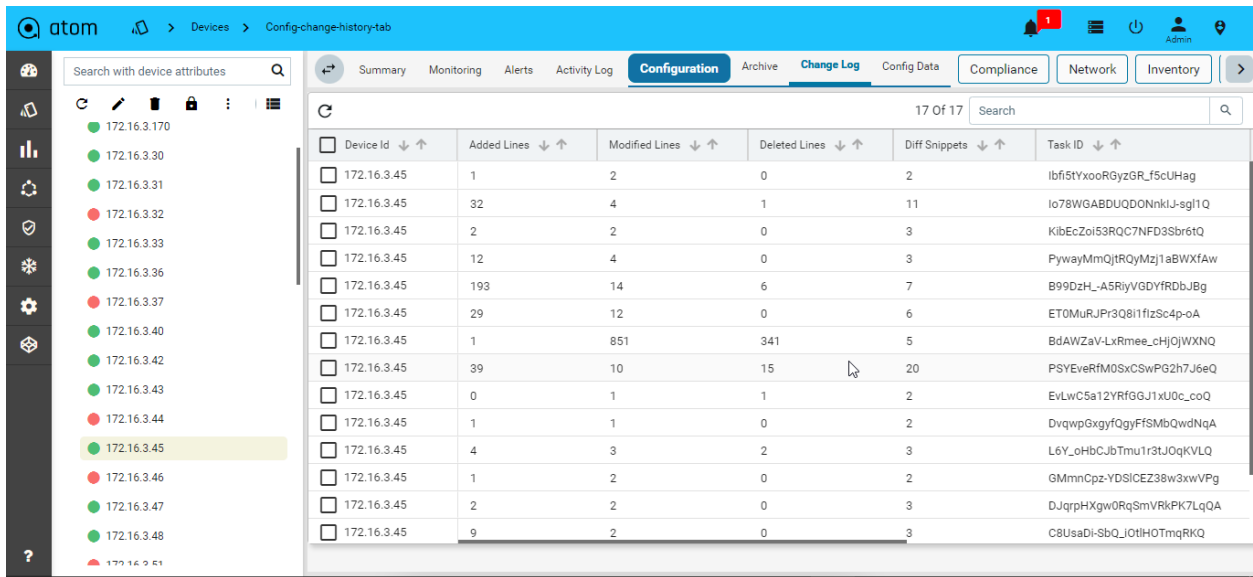 atom > Devices > Config-change-history-tab 1 Admin
Search with device attributes
Summary Monitoring Alerts Activity Log Configuration Archive Change Log Config Data Compliance Network Inventory
17 Of 17 Search
172.16.3.170
172.16.3.30
172.16.3.31
172.16.3.32
172.16.3.33
172.16.3.36
172.16.3.37
172.16.3.40
172.16.3.42
172.16.3.43
172.16.3.44
172.16.3.45
172.16.3.46
172.16.3.47
172.16.3.48
172.16.3.51
?
Device Id Added Lines Modified Lines Deleted Lines Diff Snippets Task ID
172.16.3.45 1 2 0 2 Ibfi5tYxooRGyzGR_f5cUHag
172.16.3.45 32 4 1 11 Io78WGABDUQDONnkIJ-sgl1Q
172.16.3.45 2 2 0 3 KibEcZoi53RQC7NFD3Sbr6tQ
172.16.3.45 12 4 0 3 PywayMmQjtRQyMzj1aBWXfAw
172.16.3.45 193 14 6 7 B99DzH_-A5RiyVGDYfRDbJBg
172.16.3.45 29 12 0 6 ET0MuRJPr3Q8i1fIzSc4p-oA
172.16.3.45 1 851 341 5 BdAWZaV-LxRmee_cHjOjWXNQ
172.16.3.45 39 10 15 20 PSYEveRfM0SxCSwPG2h7J6eQ
172.16.3.45 0 1 1 2 EvLwC5a12YRfGGJ1xU0c_coQ
172.16.3.45 1 1 0 2 DvqwpGxgyfQgyFfSMbQwdNqA
172.16.3.45 4 3 2 3 L6Y_oHbCJbTmu1r3tJOqKVLQ
172.16.3.45 1 2 0 2 GMmnCpz-YDSlCEZ38w3xwVPg
172.16.3.45 2 2 0 3 DJqrpHXgw0RqSmVRkPK7LqQA
172.16.3.45 9 2 0 3 C8UsaDi-SbQ_iOtlHOTmqRKQ